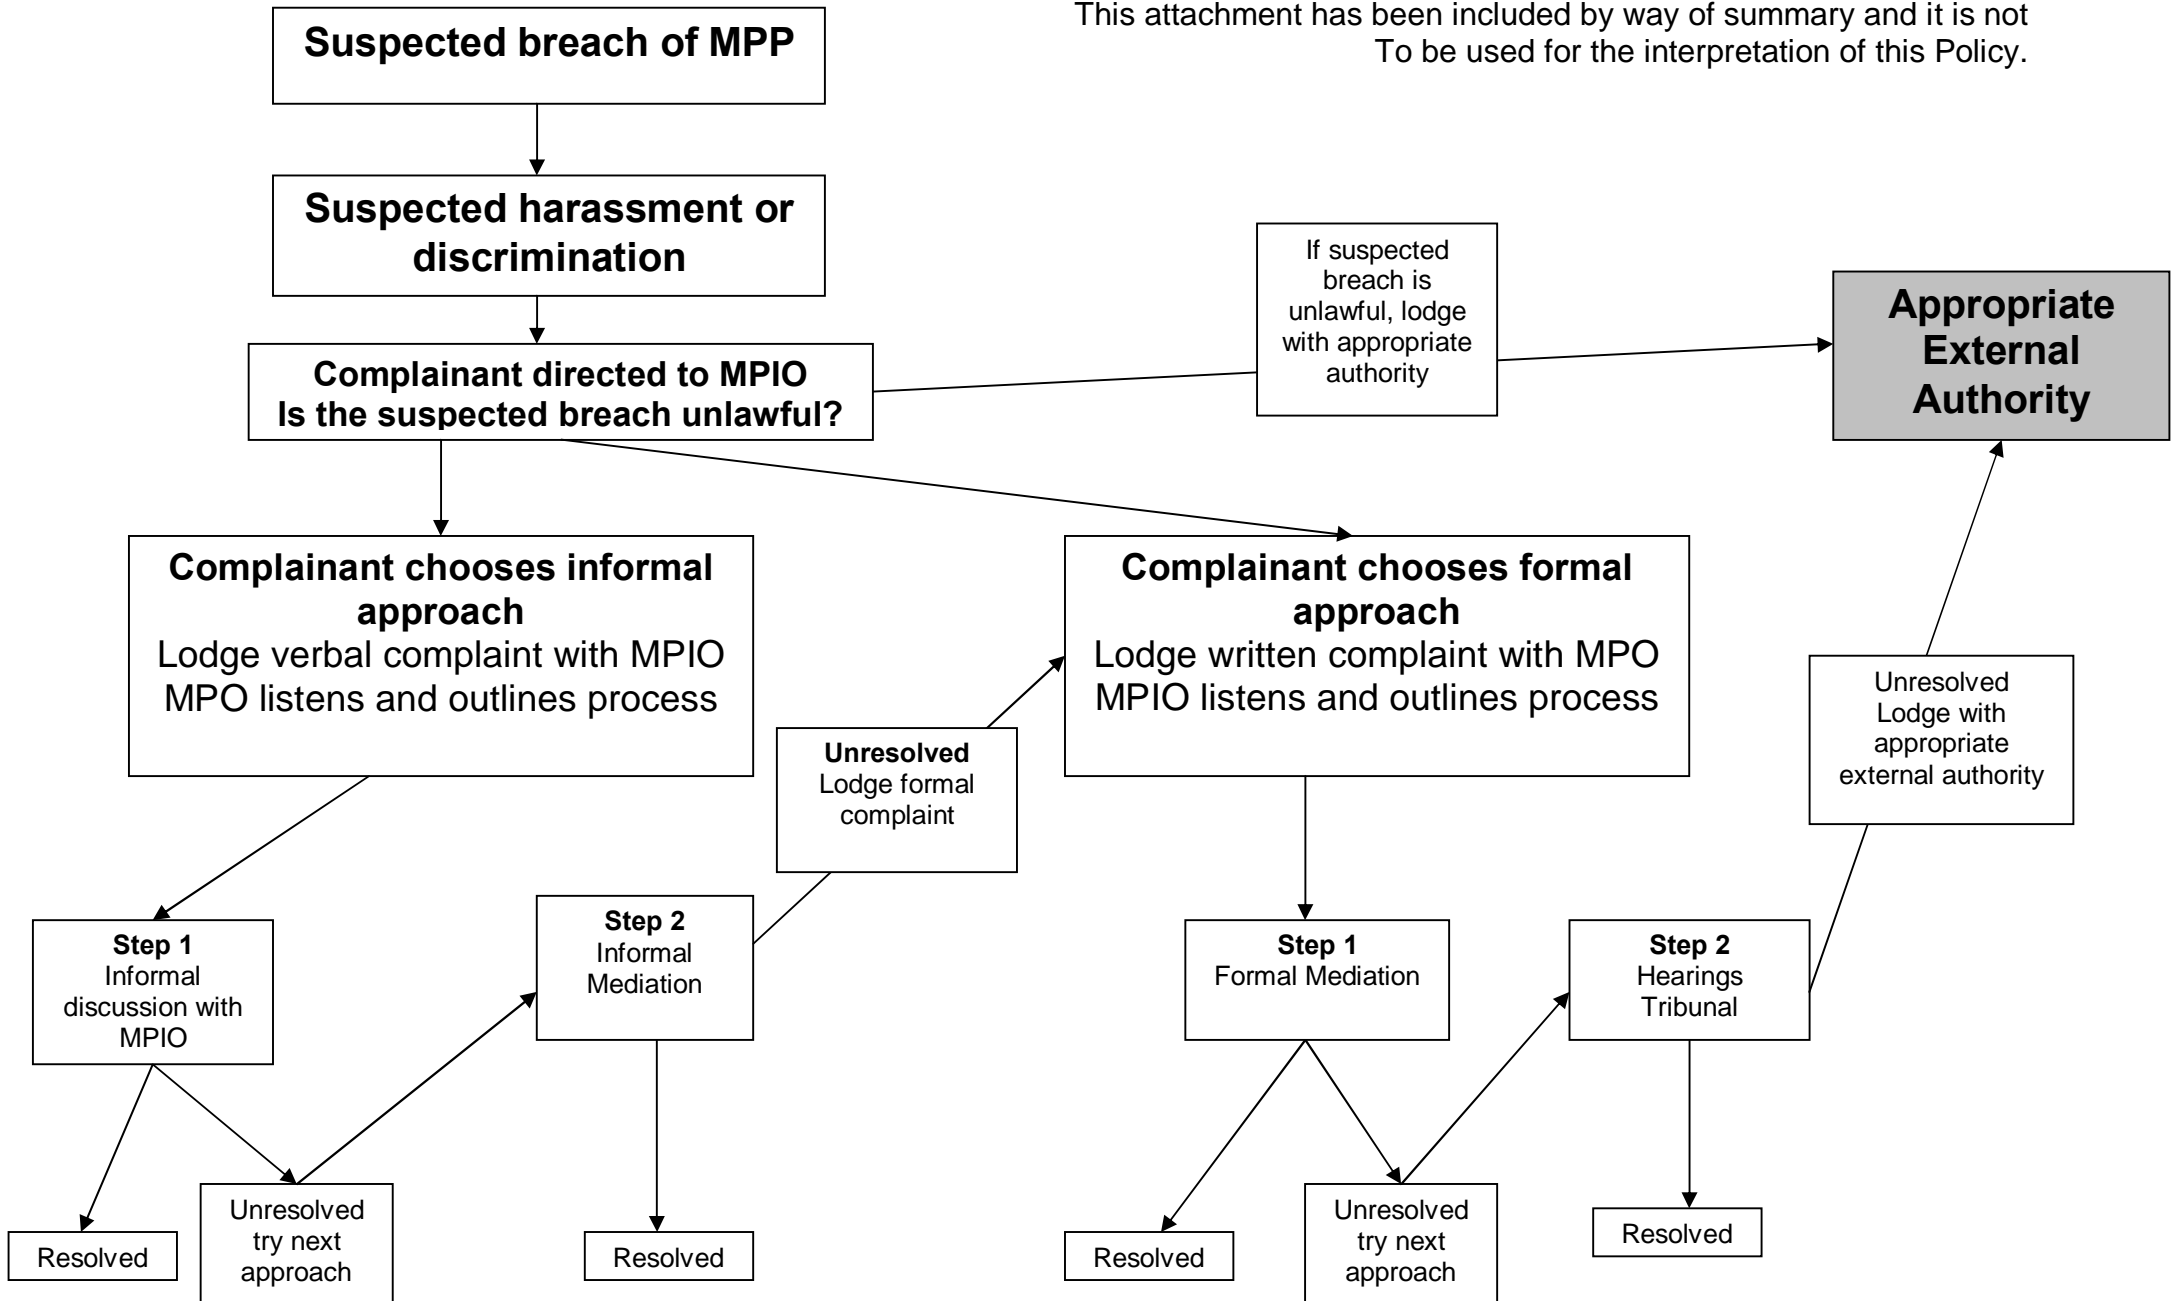 This attachment has been included by way of summary and it is not
To be used for the interpretation of this Policy.
Suspected breach of MPP
Suspected harassment or
discrimination
If suspected
breach is
unlawful, lodge
with appropriate
authority
Appropriate
External
Authority
Complainant directed to MPIO
Is the suspected breach unlawful?
Complainant chooses informal
approach
Lodge verbal complaint with MPIO
MPO listens and outlines process
Complainant chooses formal
approach
Lodge written complaint with MPO
MPIO listens and outlines process
Unresolved
Lodge with
appropriate
external authority
Unresolved
Lodge formal
complaint
Step 1
Informal
discussion with
MPIO
Step 2
Informal
Mediation
Step 1
Formal Mediation
Step 2
Hearings
Tribunal
Resolved
Unresolved
try next
approach
Resolved
Resolved
Unresolved
try next
approach
Resolved